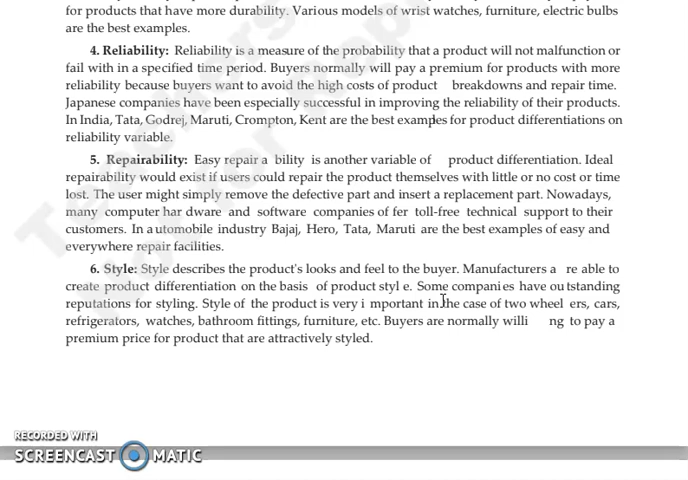 for products that have more durability. Various models of wrist watches, furniture, electric bulbs
are the best examples.
4. Reliability: Reliability is a measure of the probability that a product will not malfunction or
fail with in a specified time period. Buyers normally will pay a premium for products with more
reliability because buyers want to avoid the high costs of product breakdowns and repair time.
Japanese companies have been especially successful in improving the reliability of their products.
In India, Tata, Godrej, Maruti, Crompton, Kent are the best examples for product differentiations on
reliability variable.
5. Repairability: Easy repair a bility is another variable of product differentiation. Ideal
repairability would exist if users could repair the product themselves with little or no cost or time
lost. The user might simply remove the defective part and insert a replacement part. Nowadays,
many computer har dware and software companies of fer toll-free technical support to their
customers. In a utomobile industry Bajaj, Hero, Tata, Maruti are the best examples of easy and
everywhere repair facilities.
6. Style: Style describes the product's looks and feel to the buyer. Manufacturers a re able to
create product differentiation on the basis of product styl e. Some compani es have ou tstanding
reputations for styling. Style of the product is very i mportant in the case of two wheel ers, cars,
refrigerators, watches, bathroom fittings, furniture, etc. Buyers are normally willi ng to pay a
premium price for product that are attractively styled.
RECORDED WITH
SCREENCAST MATIC